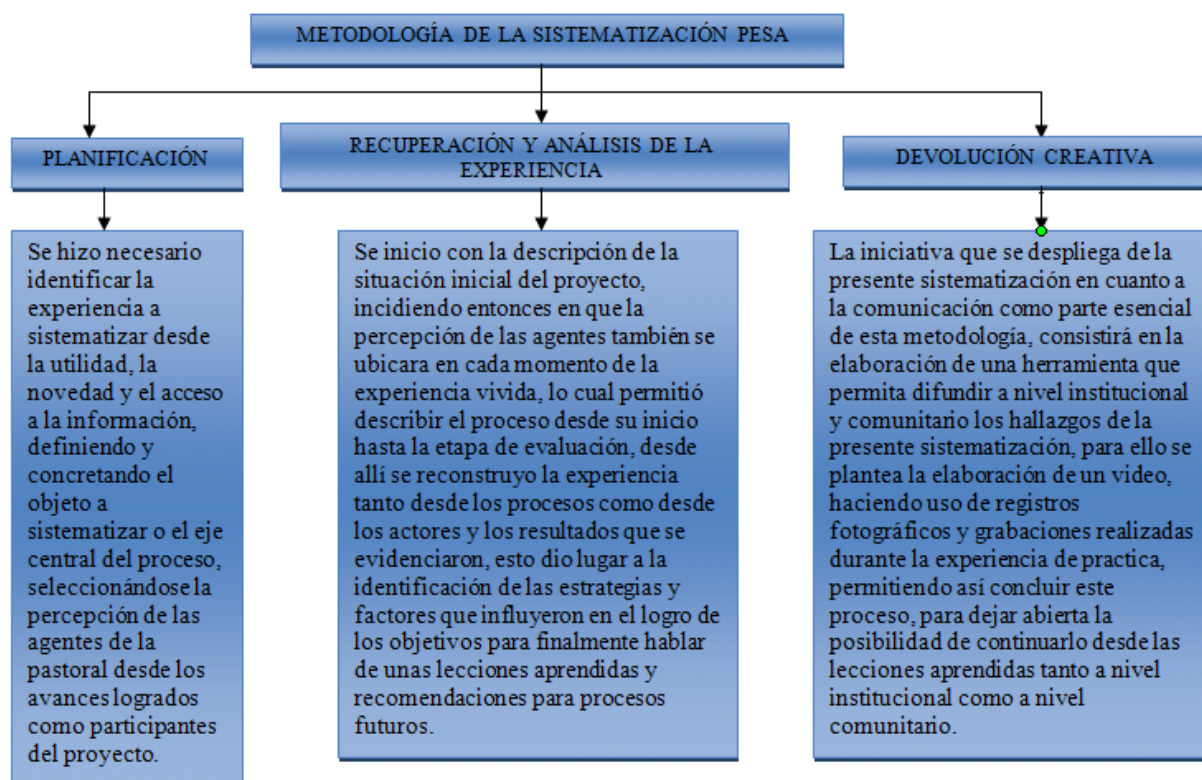 METODOLOGÍA DE LA SISTEMATIZACIÓN PESA
PLANIFICACIÓN
Se hizo necesario
identificar la
experiencia a
sistematizar desde
la utilidad, la
novedad y el acceso
a la información,
definiendo y
concretando el
objeto a
sistematizar o el eje
central del proceso,
seleccionándose la
percepción de las
agentes de la
pastoral desde los
avances logrados
como participantes
del proyecto.
RECUPERACIÓN Y ANÁLISIS DE LA
EXPERIENCIA
Se inicio con la descripción de la
situación inicial del proyecto,
incidiendo entonces en que la
percepción de las agentes también se
ubicara en cada momento de la
experiencia vivida, lo cual permitió
describir el proceso desde su inicio
hasta la etapa de evaluación, desde
allí se reconstruyo la experiencia
tanto desde los procesos como desde
los actores y los resultados que se
evidenciaron, esto dio lugar a la
identificación de las estrategias y
factores que influyeron en el logro de
los objetivos para finalmente hablar
de unas lecciones aprendidas y
recomendaciones para procesos
futuros.
DEVOLUCIÓN CREATIVA
La iniciativa que se despliega de la
presente sistematización en cuanto a
la comunicación como parte esencial
de esta metodología, consistirá en la
elaboración de una herramienta que
permita difundir a nivel institucional
y comunitario los hallazgos de la
presente sistematización, para ello se
plantea la elaboración de un video,
haciendo uso de registros
fotográficos y grabaciones realizadas
durante la experiencia de practica,
permitiendo así concluir este
proceso, para dejar abierta la
posibilidad de continuarlo desde las
lecciones aprendidas tanto a nivel
institucional como a nivel
comunitario.